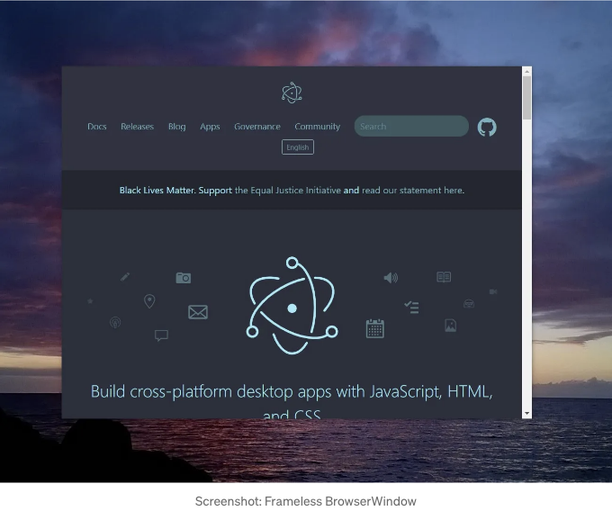 Docs Releases Blog Apps Governance Community Search
English
Black Lives Matter. Support the Equal Justice Initiative and read our statement here.
Build cross-platform desktop apps with JavaScript, HTML,
and CSS
Screenshot: Frameless BrowserWindow